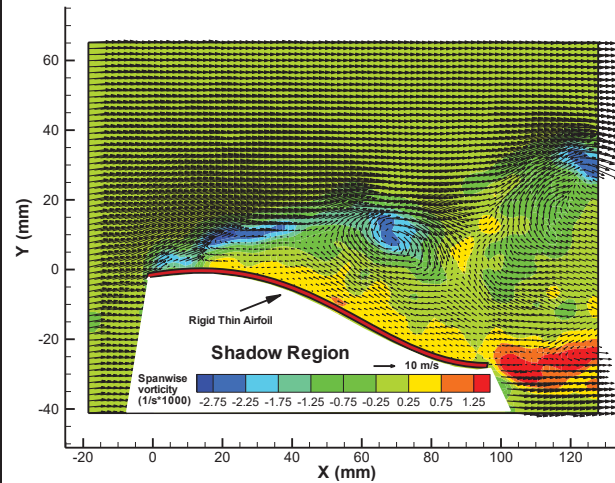 60
40
20
0
-20
-40
Y (mm)
Rigid Thin Airfoil
Shadow Region
10 m/s
Spanwise
vorticity
(1/s*1000)
-2.75 -2.25 -1.75 -1.25 -0.75 -0.25 0.25 0.75 1.25
-20 0 20 40 60 80 100 120
X (mm)